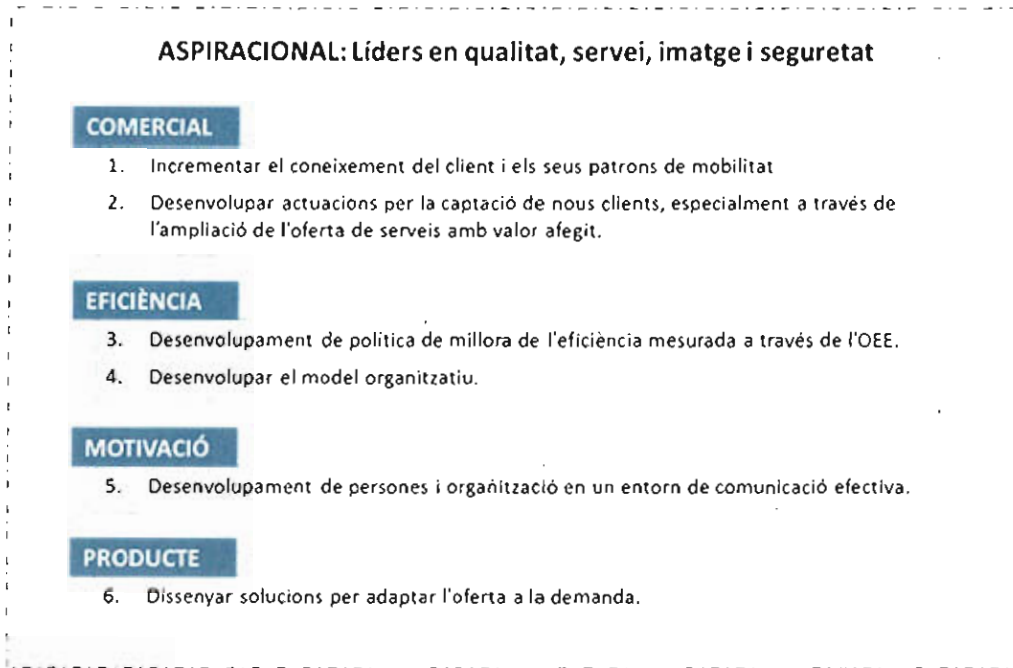 ASPIRACIONAL: Líders en qualitat, servei, imatge i seguretat
COMERCIAL
1. Incrementar el coneixement del client i els seus patrons de mobilitat
2. Desenvolupar actuacions per la captació de nous clients, especialment a través de
l'ampliació de l'oferta de serveis amb valor afegit.
EFICIÈNCIA
3. Desenvolupament de politica de millora de l'eficiència mesurada a través de l'OEE.
4. Desenvolupar el model organitzatiu.
MOTIVACIÓ
5. Desenvolupament de persones i organització en un entorn de comunicació efectiva.
PRODUCTE
6. Dissenyar solucions per adaptar l'oferta a la demanda.